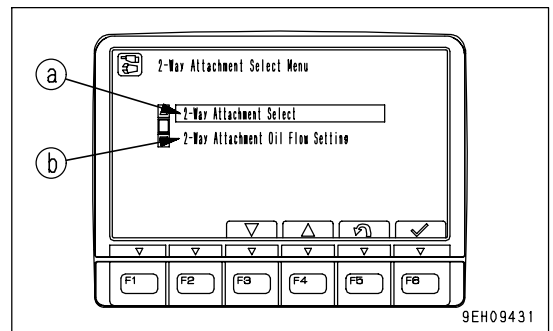 2-Way Attachment Select Menu
a
2-Way Attachment Select
b
2-Way Attachment Oil Flow Setting
F1 F2 F3 F4 F5 F6
9EH09431